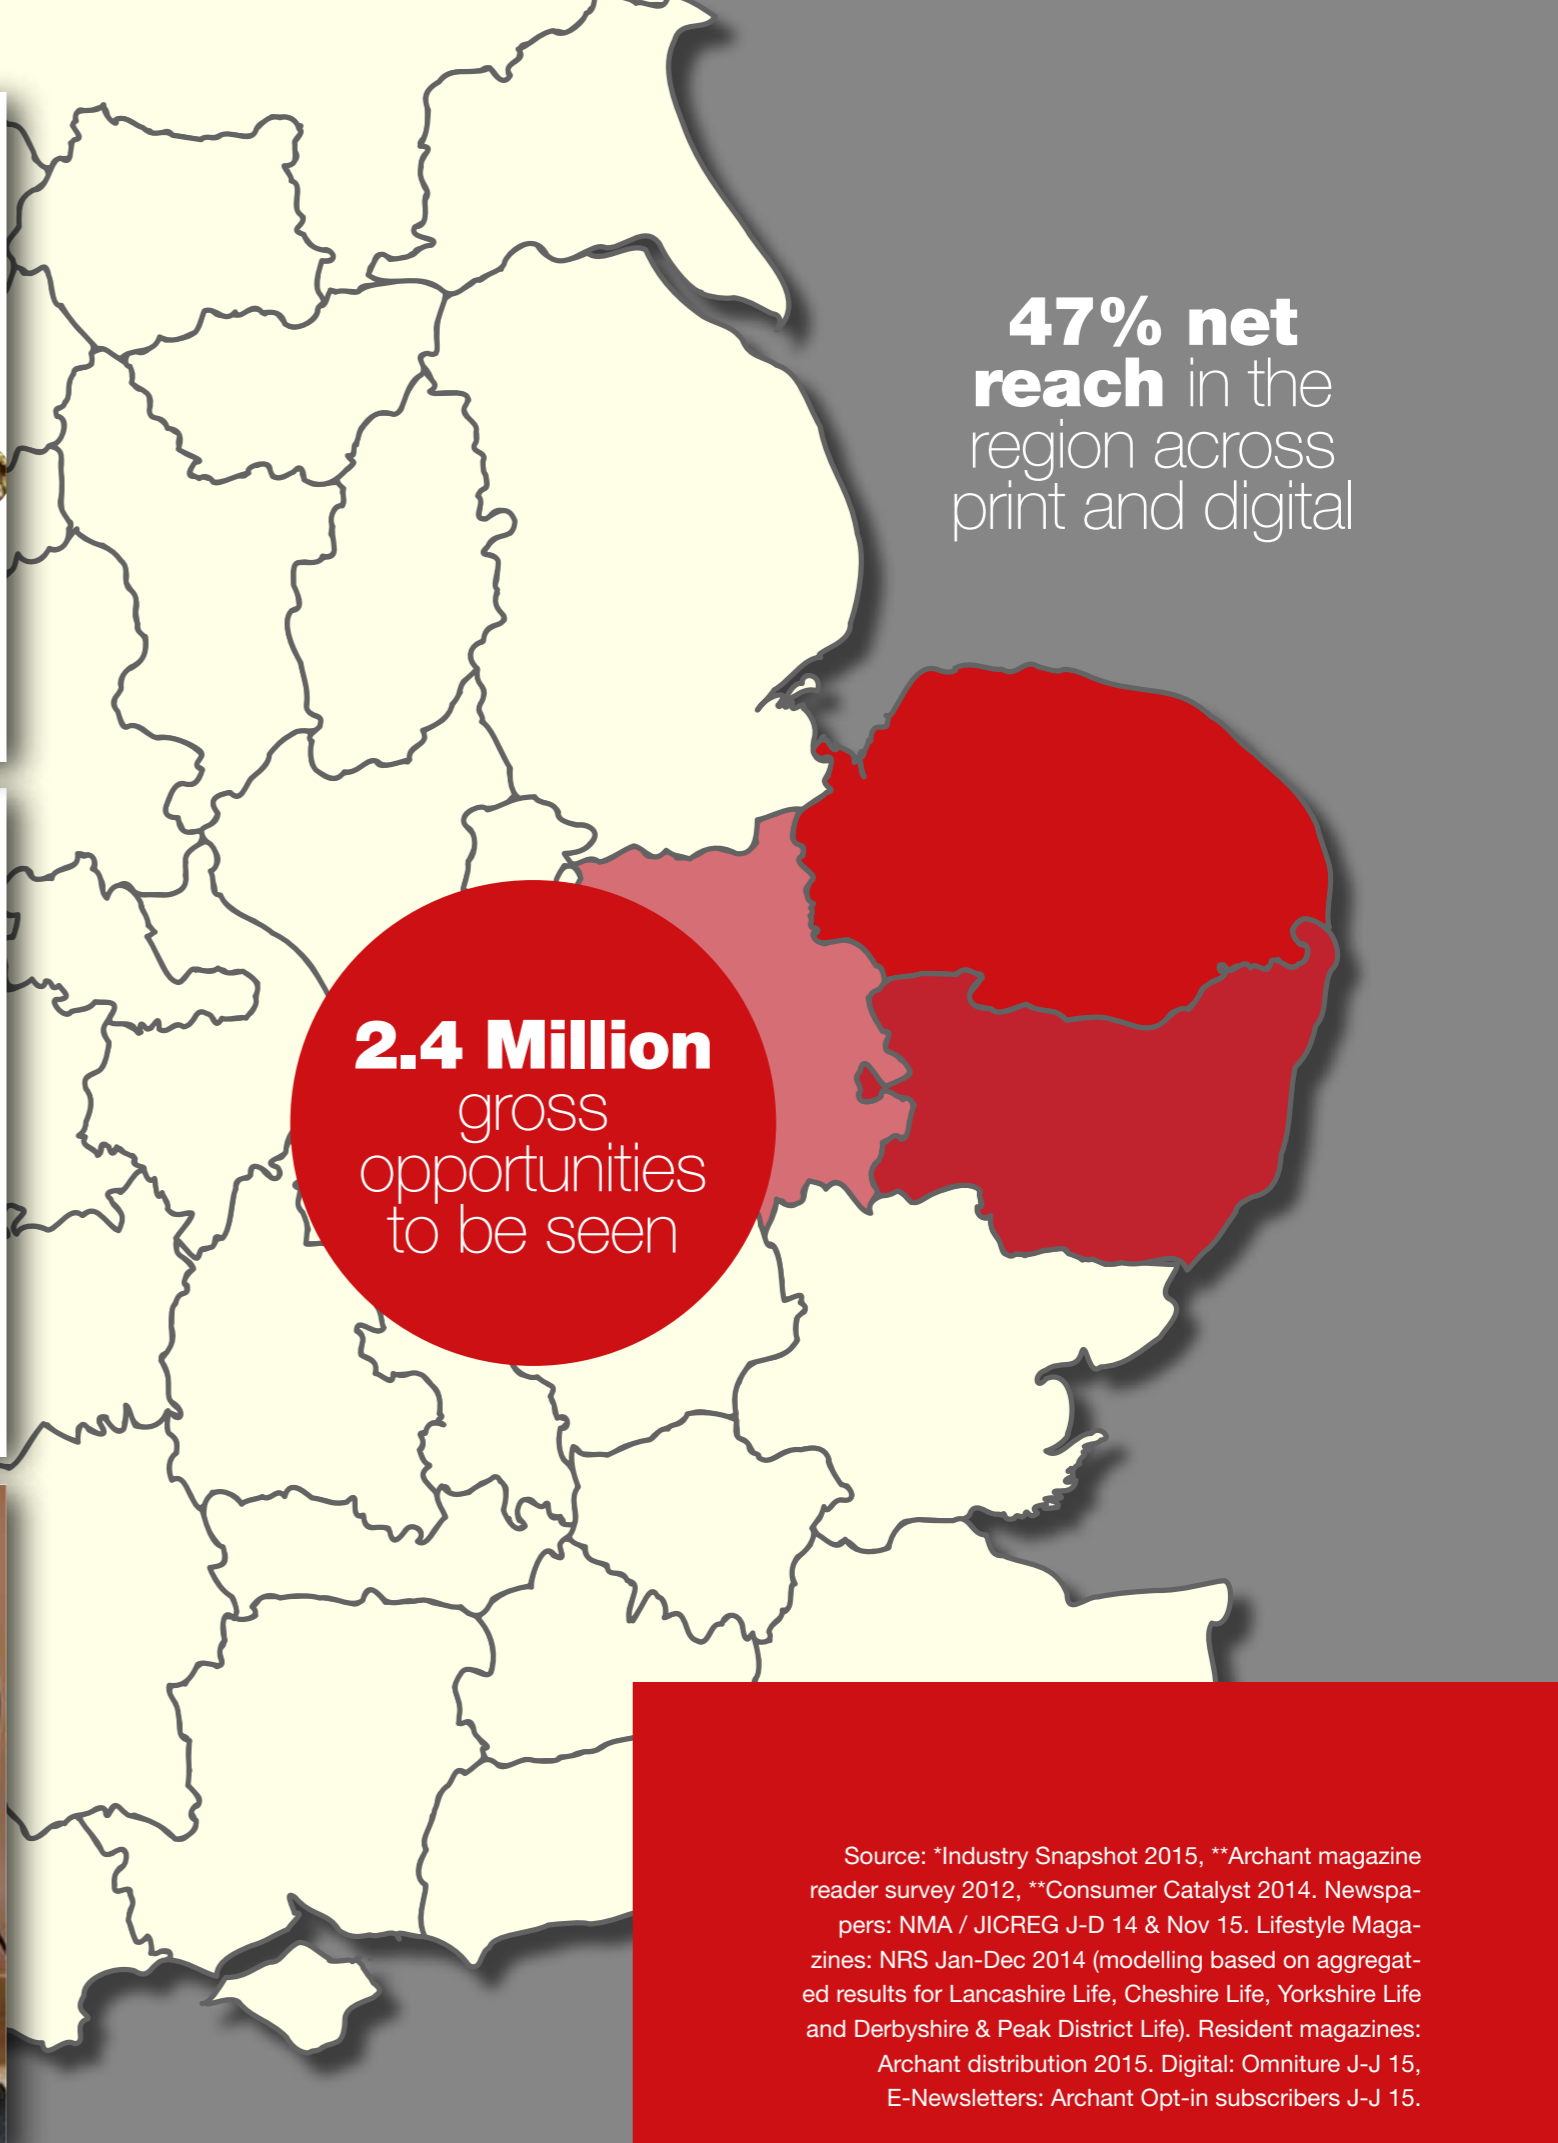 47% net
reach in the
region across
print and digital
2.4 Million
gross
opportunities
to be seen
Source: *Industry Snapshot 2015, **Archant magazine
reader survey 2012, **Consumer Catalyst 2014. Newspa-
pers: NMA / JICREG J-D 14 & Nov 15. Lifestyle Maga-
zines: NRS Jan-Dec 2014 (modelling based on aggregat-
ed results for Lancashire Life, Cheshire Life, Yorkshire Life
and Derbyshire & Peak District Life). Resident magazines:
Archant distribution 2015. Digital: Omniture J-J 15,
E-Newsletters: Archant Opt-in subscribers J-J 15.